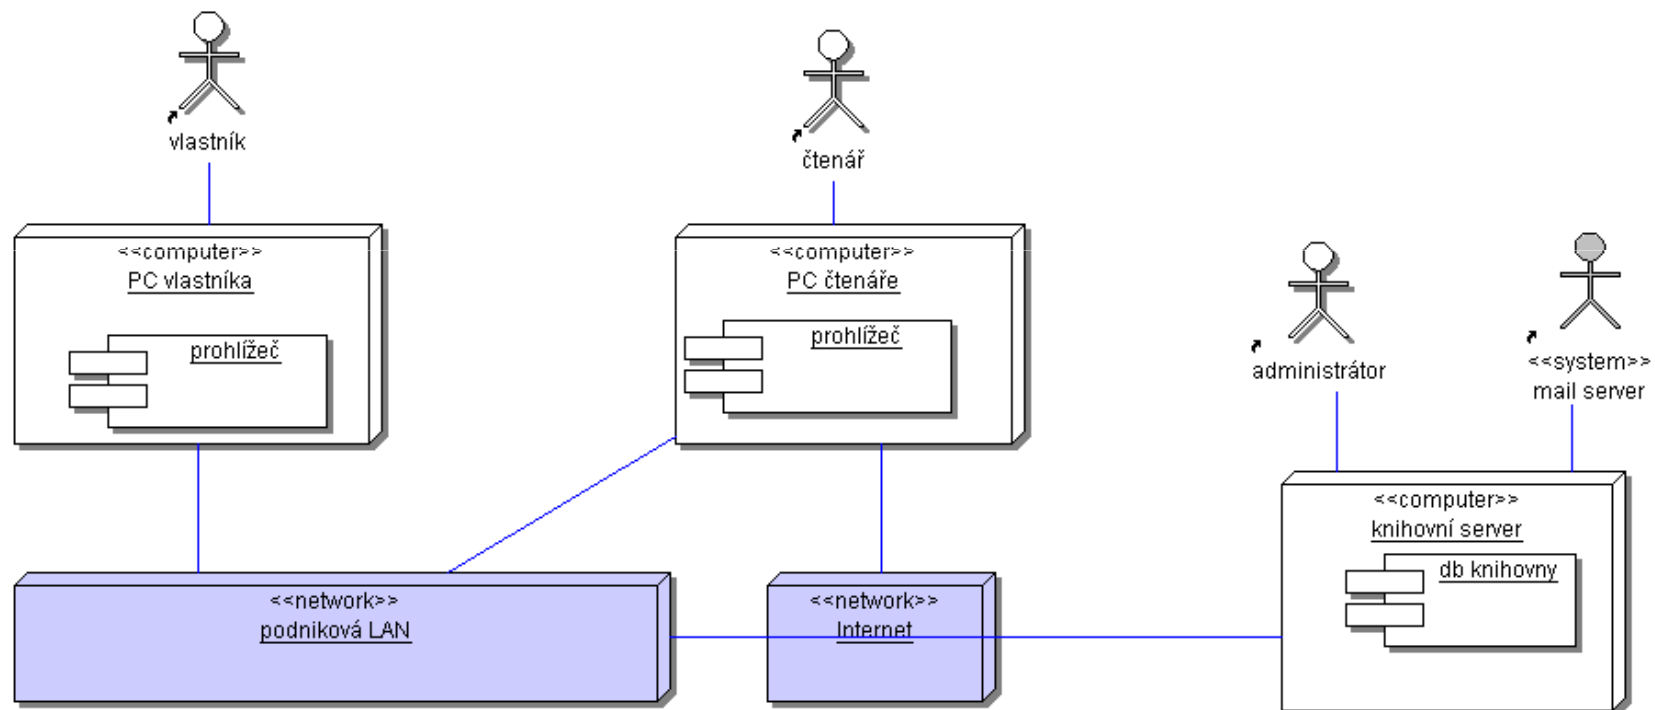 vlastník
čtenář
<<computer>>
PC vlastníka
prohlížeč
<<computer>>
PC čtenáře
prohlížeč
administrátor
<<system>>
mail server
<<computer>>
knihovní server
db knihovny
<<network>>
podniková LAN
<<network>>
Internet